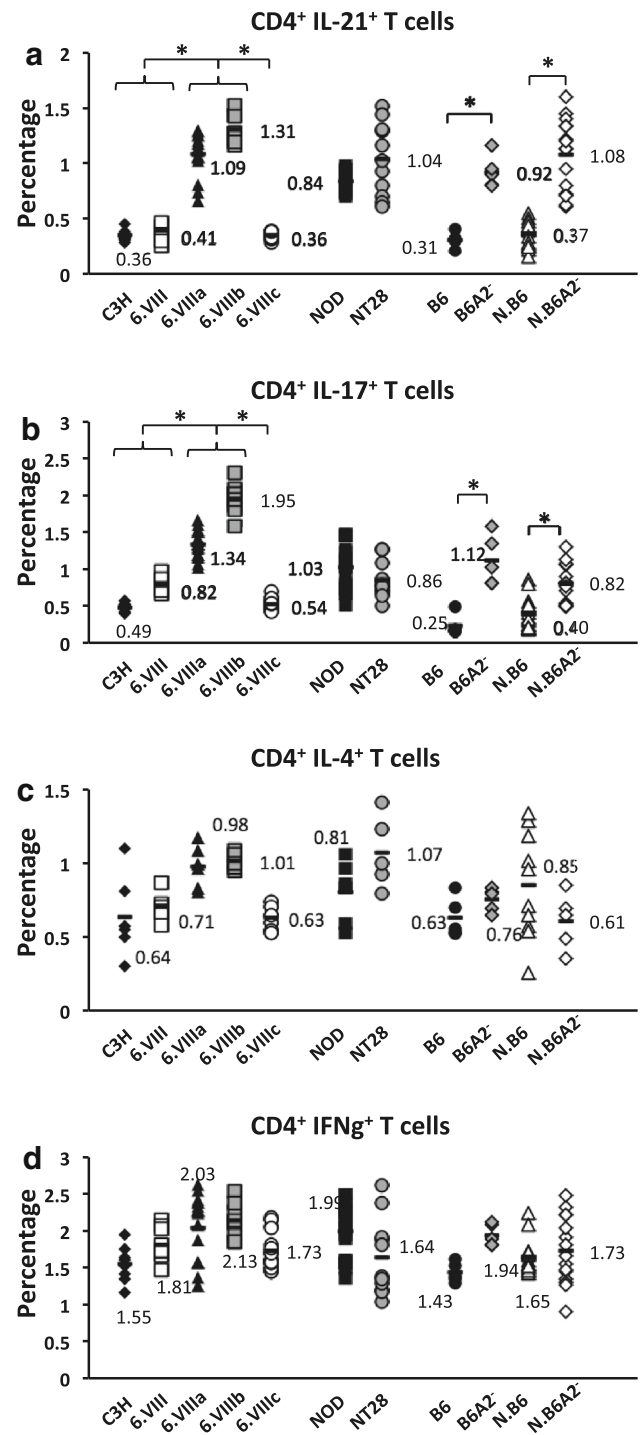 CD4⁺ IL-21⁺ T cells
a
Percentage
2
1.5
1
0.5
0
* * * *
0.36 0.41 1.09 1.31 0.36 0.84 1.04 0.31 0.92 0.37 1.08
C3H 6.VIII 6.VIIIa 6.VIIIb 6.VIIIc NOD NT28 B6 B6A2⁻ N.B6 N.B6A2⁻
CD4⁺ IL-17⁺ T cells
b
Percentage
3
2.5
2
1.5
1
0.5
0
* * * *
0.49 0.82 1.34 1.95 0.54 1.03 0.86 0.25 1.12 0.40 0.82
C3H 6.VIII 6.VIIIa 6.VIIIb 6.VIIIc NOD NT28 B6 B6A2⁻ N.B6 N.B6A2⁻
CD4⁺ IL-4⁺ T cells
c
Percentage
1.5
1
0.5
0
0.64 0.71 0.98 1.01 0.63 0.81 1.07 0.63 0.76 0.85 0.61
C3H 6.VIII 6.VIIIa 6.VIIIb 6.VIIIc NOD NT28 B6 B6A2⁻ N.B6 N.B6A2⁻
CD4⁺ IFNg⁺ T cells
d
Percentage
3
2.5
2
1.5
1
0.5
0
1.55 1.81 2.03 2.13 1.73 1.99 1.64 1.43 1.94 1.65 1.73
C3H 6.VIII 6.VIIIa 6.VIIIb 6.VIIIc NOD NT28 B6 B6A2⁻ N.B6 N.B6A2⁻